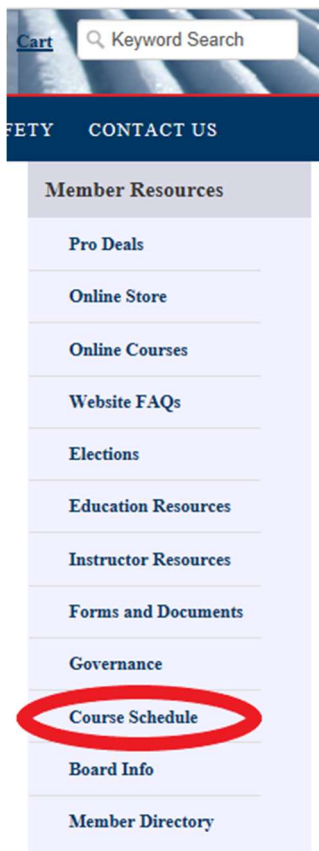 Cart
Keyword Search
FETY CONTACT US
Member Resources
Pro Deals
Online Store
Online Courses
Website FAQs
Elections
Education Resources
Instructor Resources
Forms and Documents
Governance
Course Schedule
Board Info
Member Directory